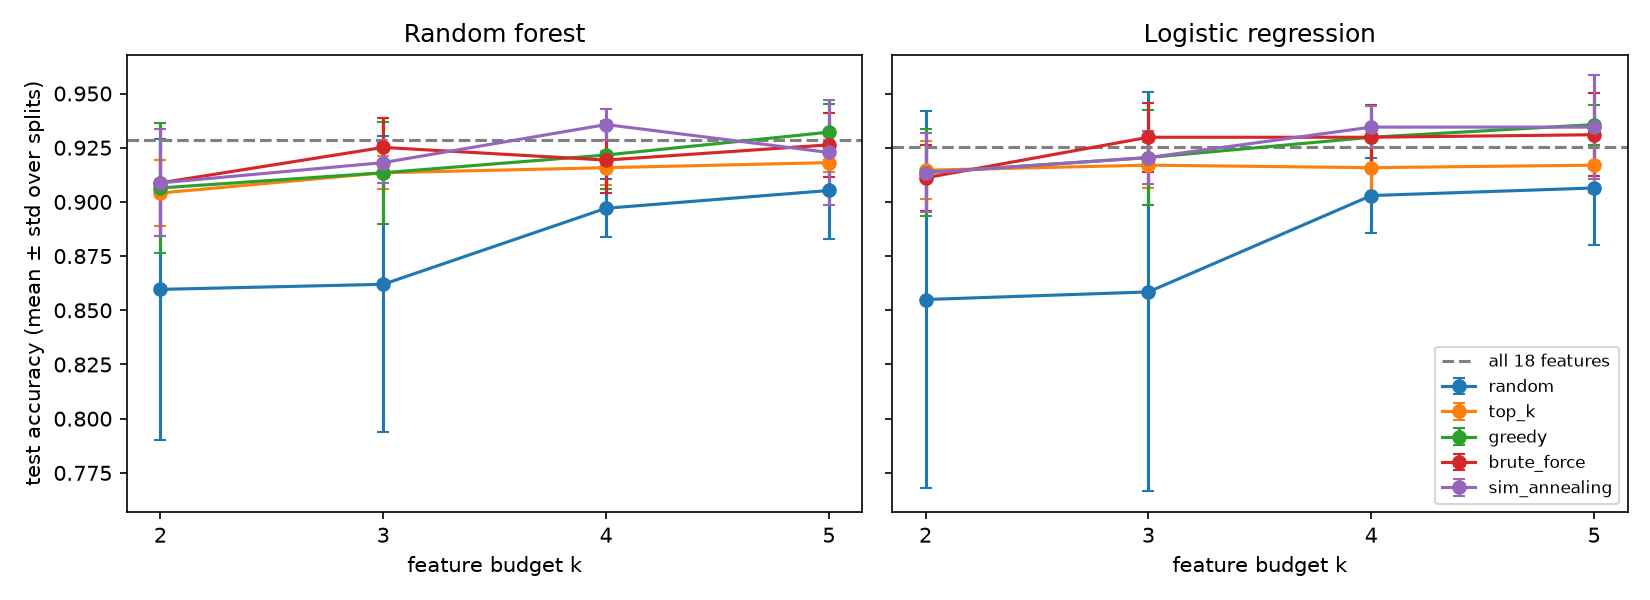 Random forest
Logistic regression
test accuracy (mean ± std over splits)
0.950
0.925
0.900
0.875
0.850
0.825
0.800
0.775
2 3 4 5
2 3 4 5
feature budget k
feature budget k
all 18 features
random
top_k
greedy
brute_force
sim_annealing